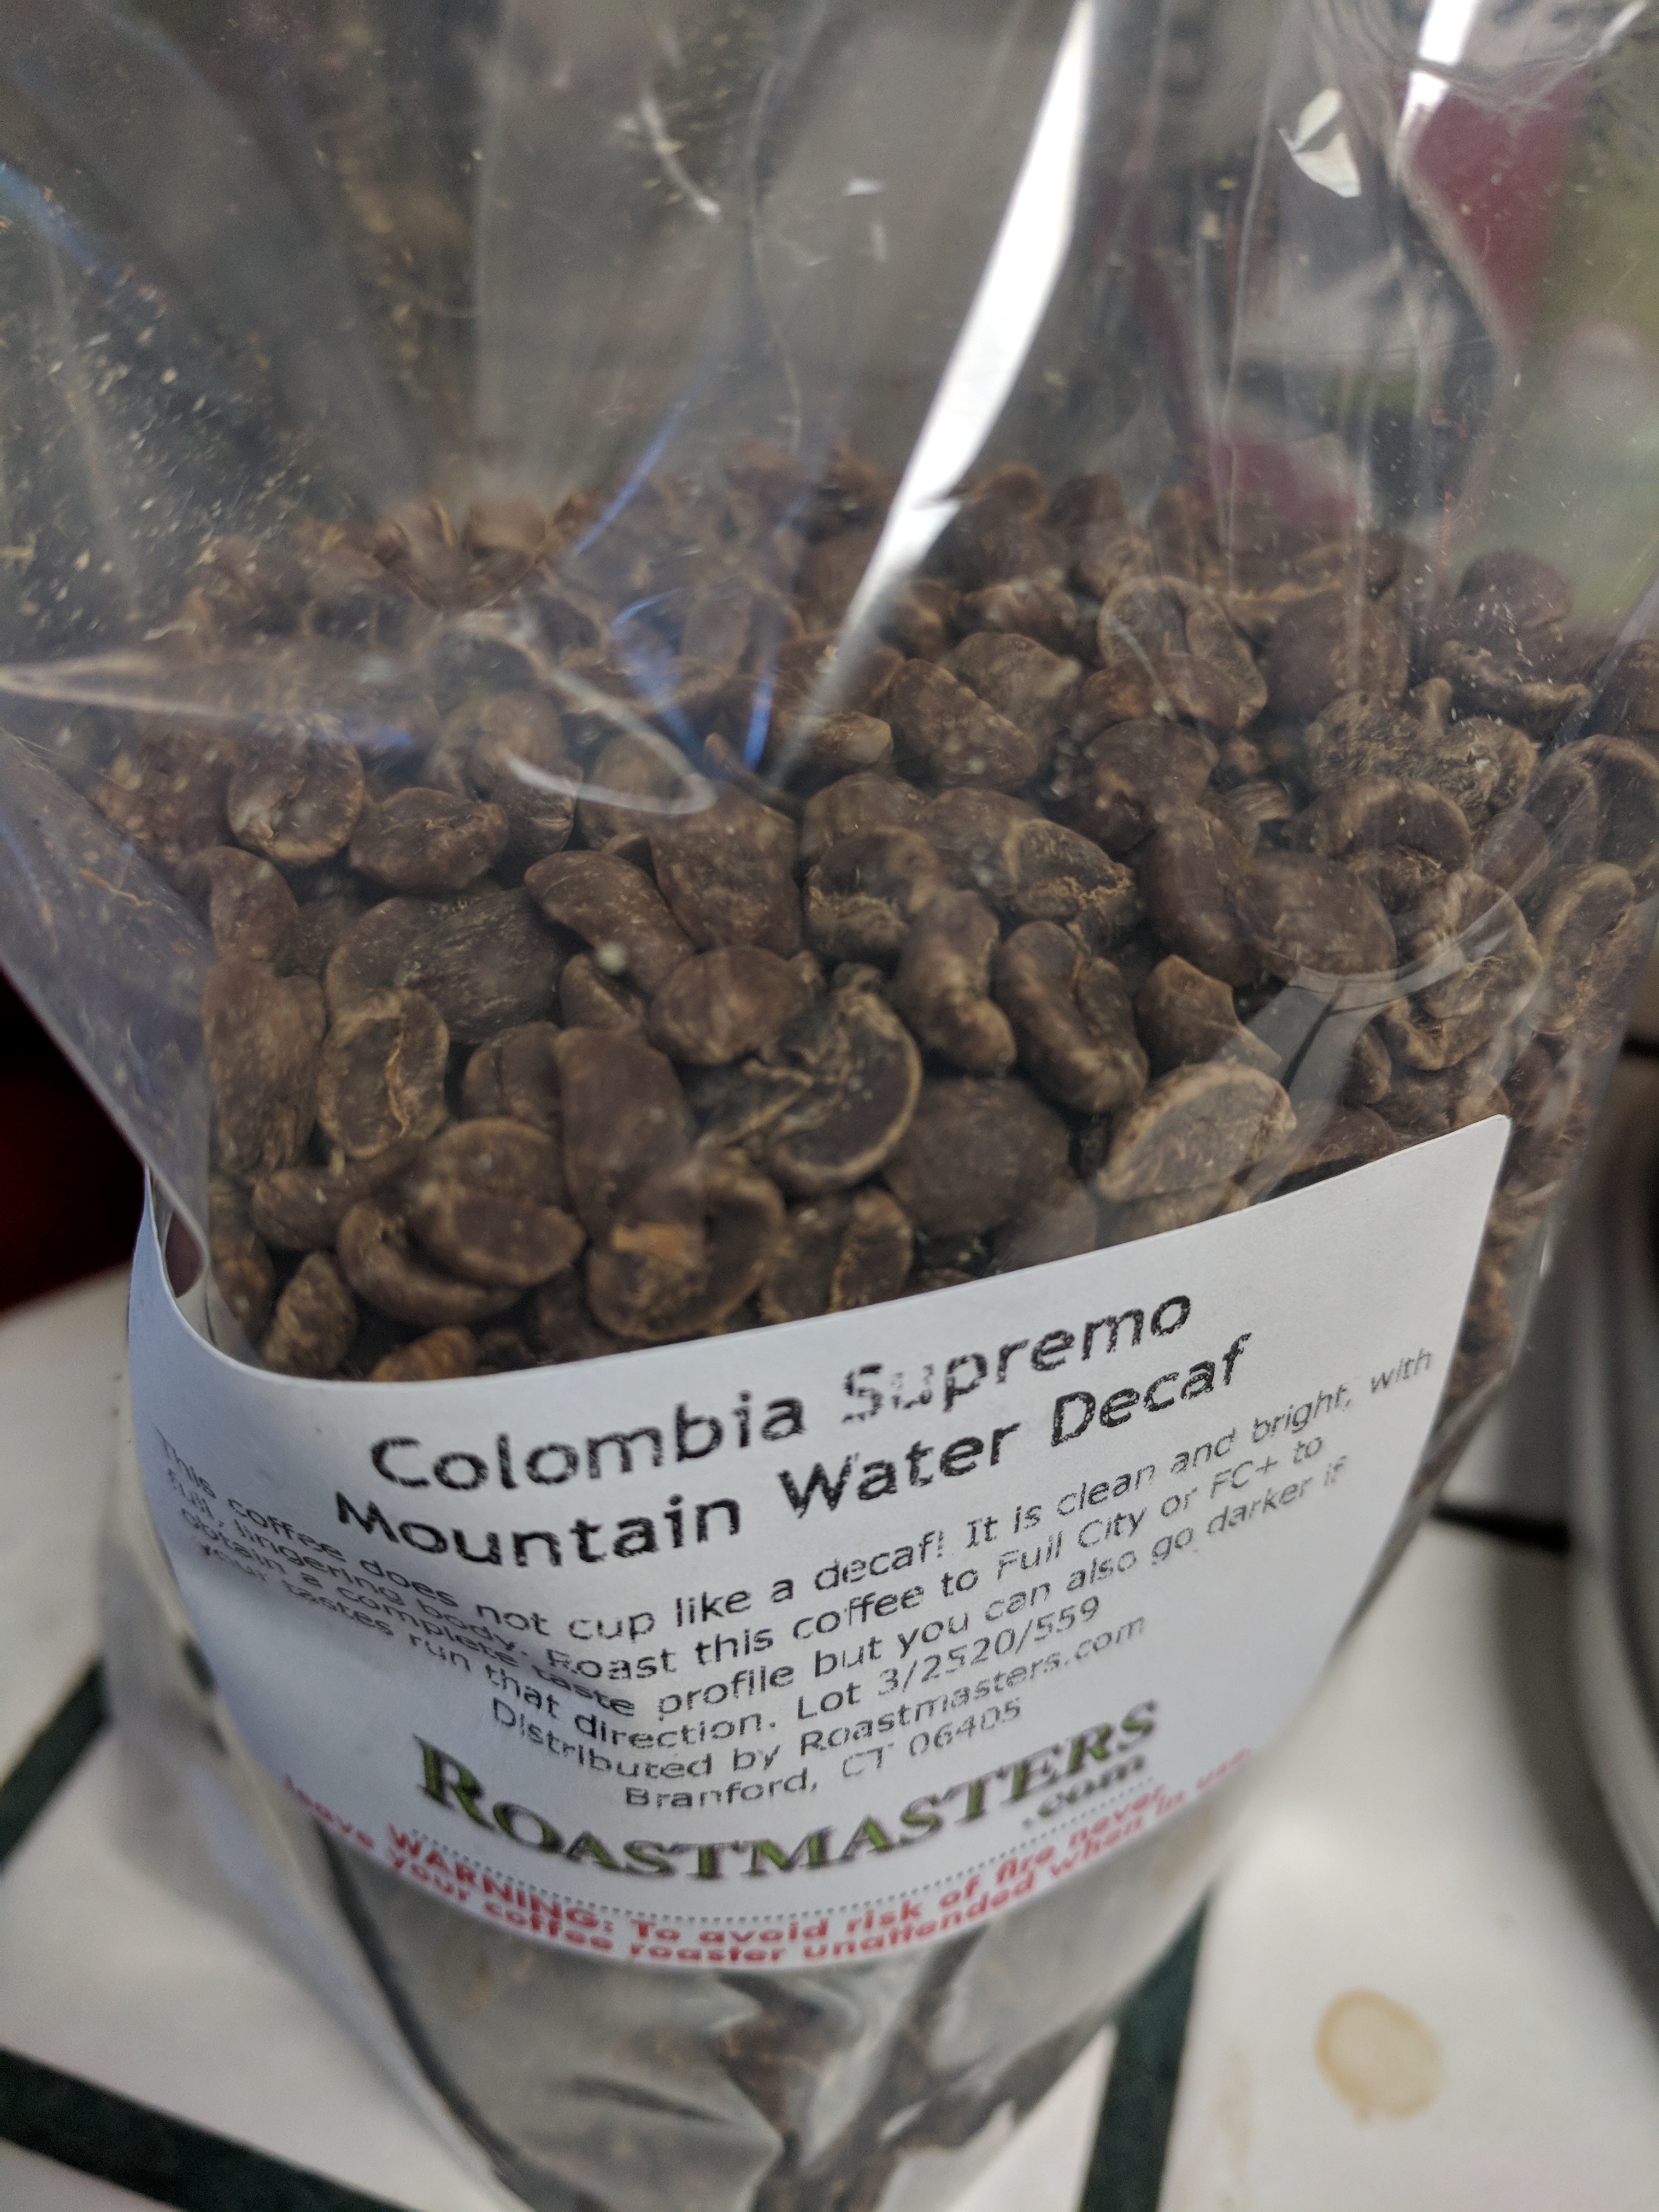 Colombia Supremo
Mountain Water Decaf
This coffee does not cup like a decaf! It is clean and bright, with
full, lingering body. Roast this coffee to Full City or FC+ to
obtain a complete taste profile but you can also go darker if
your tastes run that direction. Lot 3/2520/559
Distributed by Roastmasters.com
Branford, CT 06405
ROASTMASTERS
.com
WARNING: To avoid risk of fire never
leave your coffee roaster unattended when in use